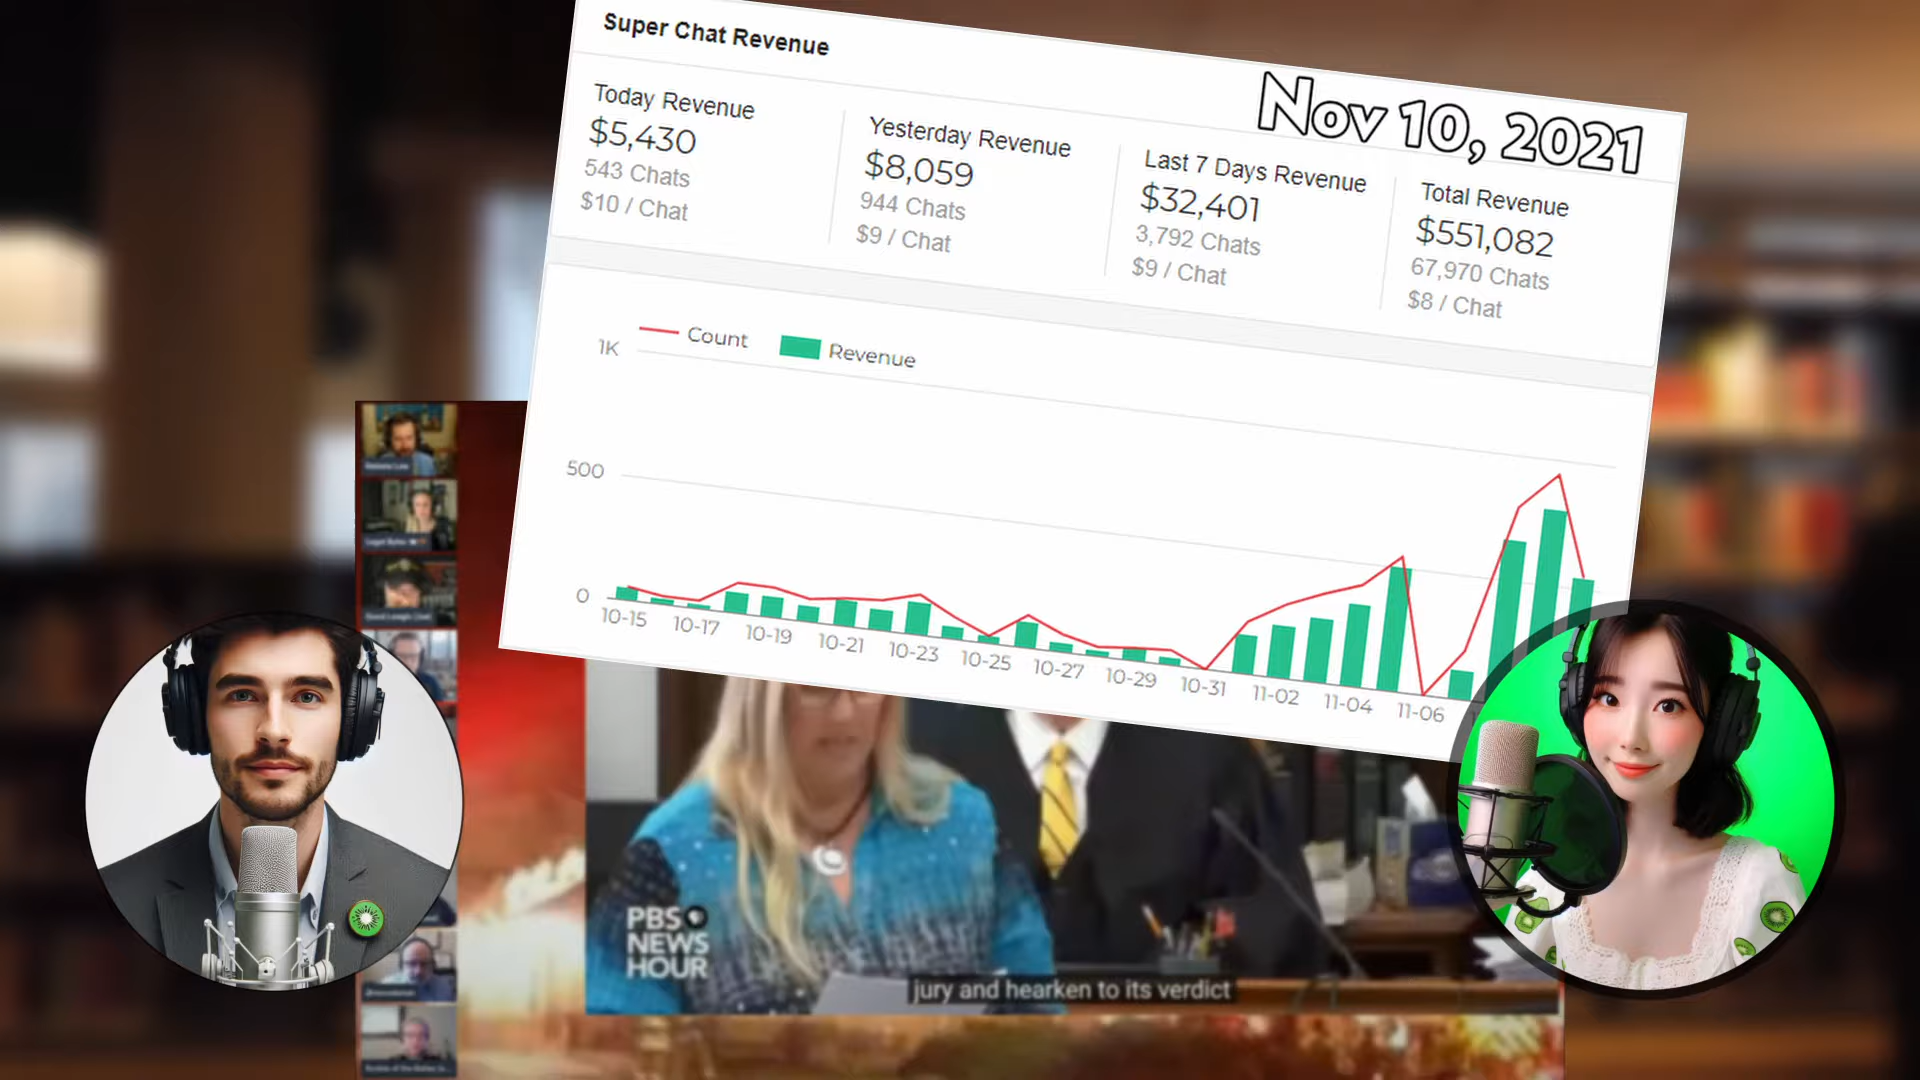 Super Chat Revenue
Nov 10, 2021
Today Revenue
$5,430
543 Chats
$10 / Chat
Yesterday Revenue
$8,059
944 Chats
$9 / Chat
Last 7 Days Revenue
$32,401
3,792 Chats
$9 / Chat
Total Revenue
$551,082
67,970 Chats
$8 / Chat
Count
Revenue
1K
500
0
10-15
10-17
10-19
10-21
10-23
10-25
10-27
10-29
10-31
11-02
11-04
11-06
PBS
NEWS
HOUR
jury and hearken to its verdict